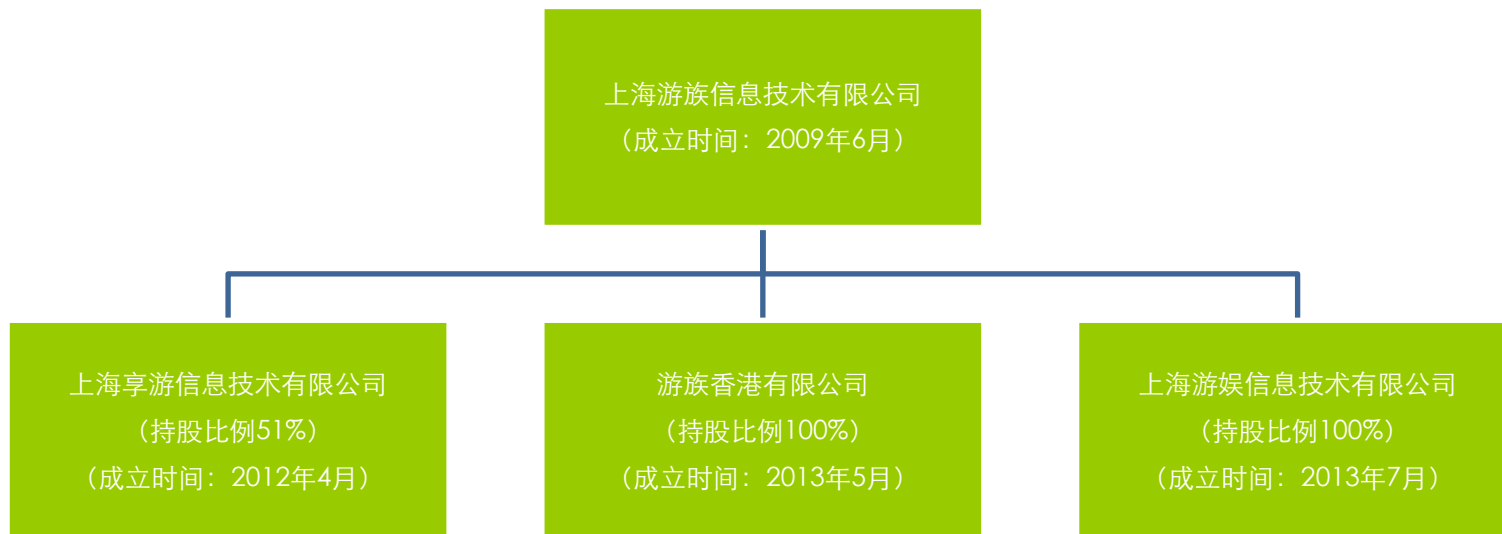 上海游族信息技术有限公司
（成立时间：2009年6月）
上海享游信息技术有限公司
（持股比例51%）
（成立时间：2012年4月）
游族香港有限公司
（持股比例100%）
（成立时间：2013年5月）
上海游娱信息技术有限公司
（持股比例100%）
（成立时间：2013年7月）